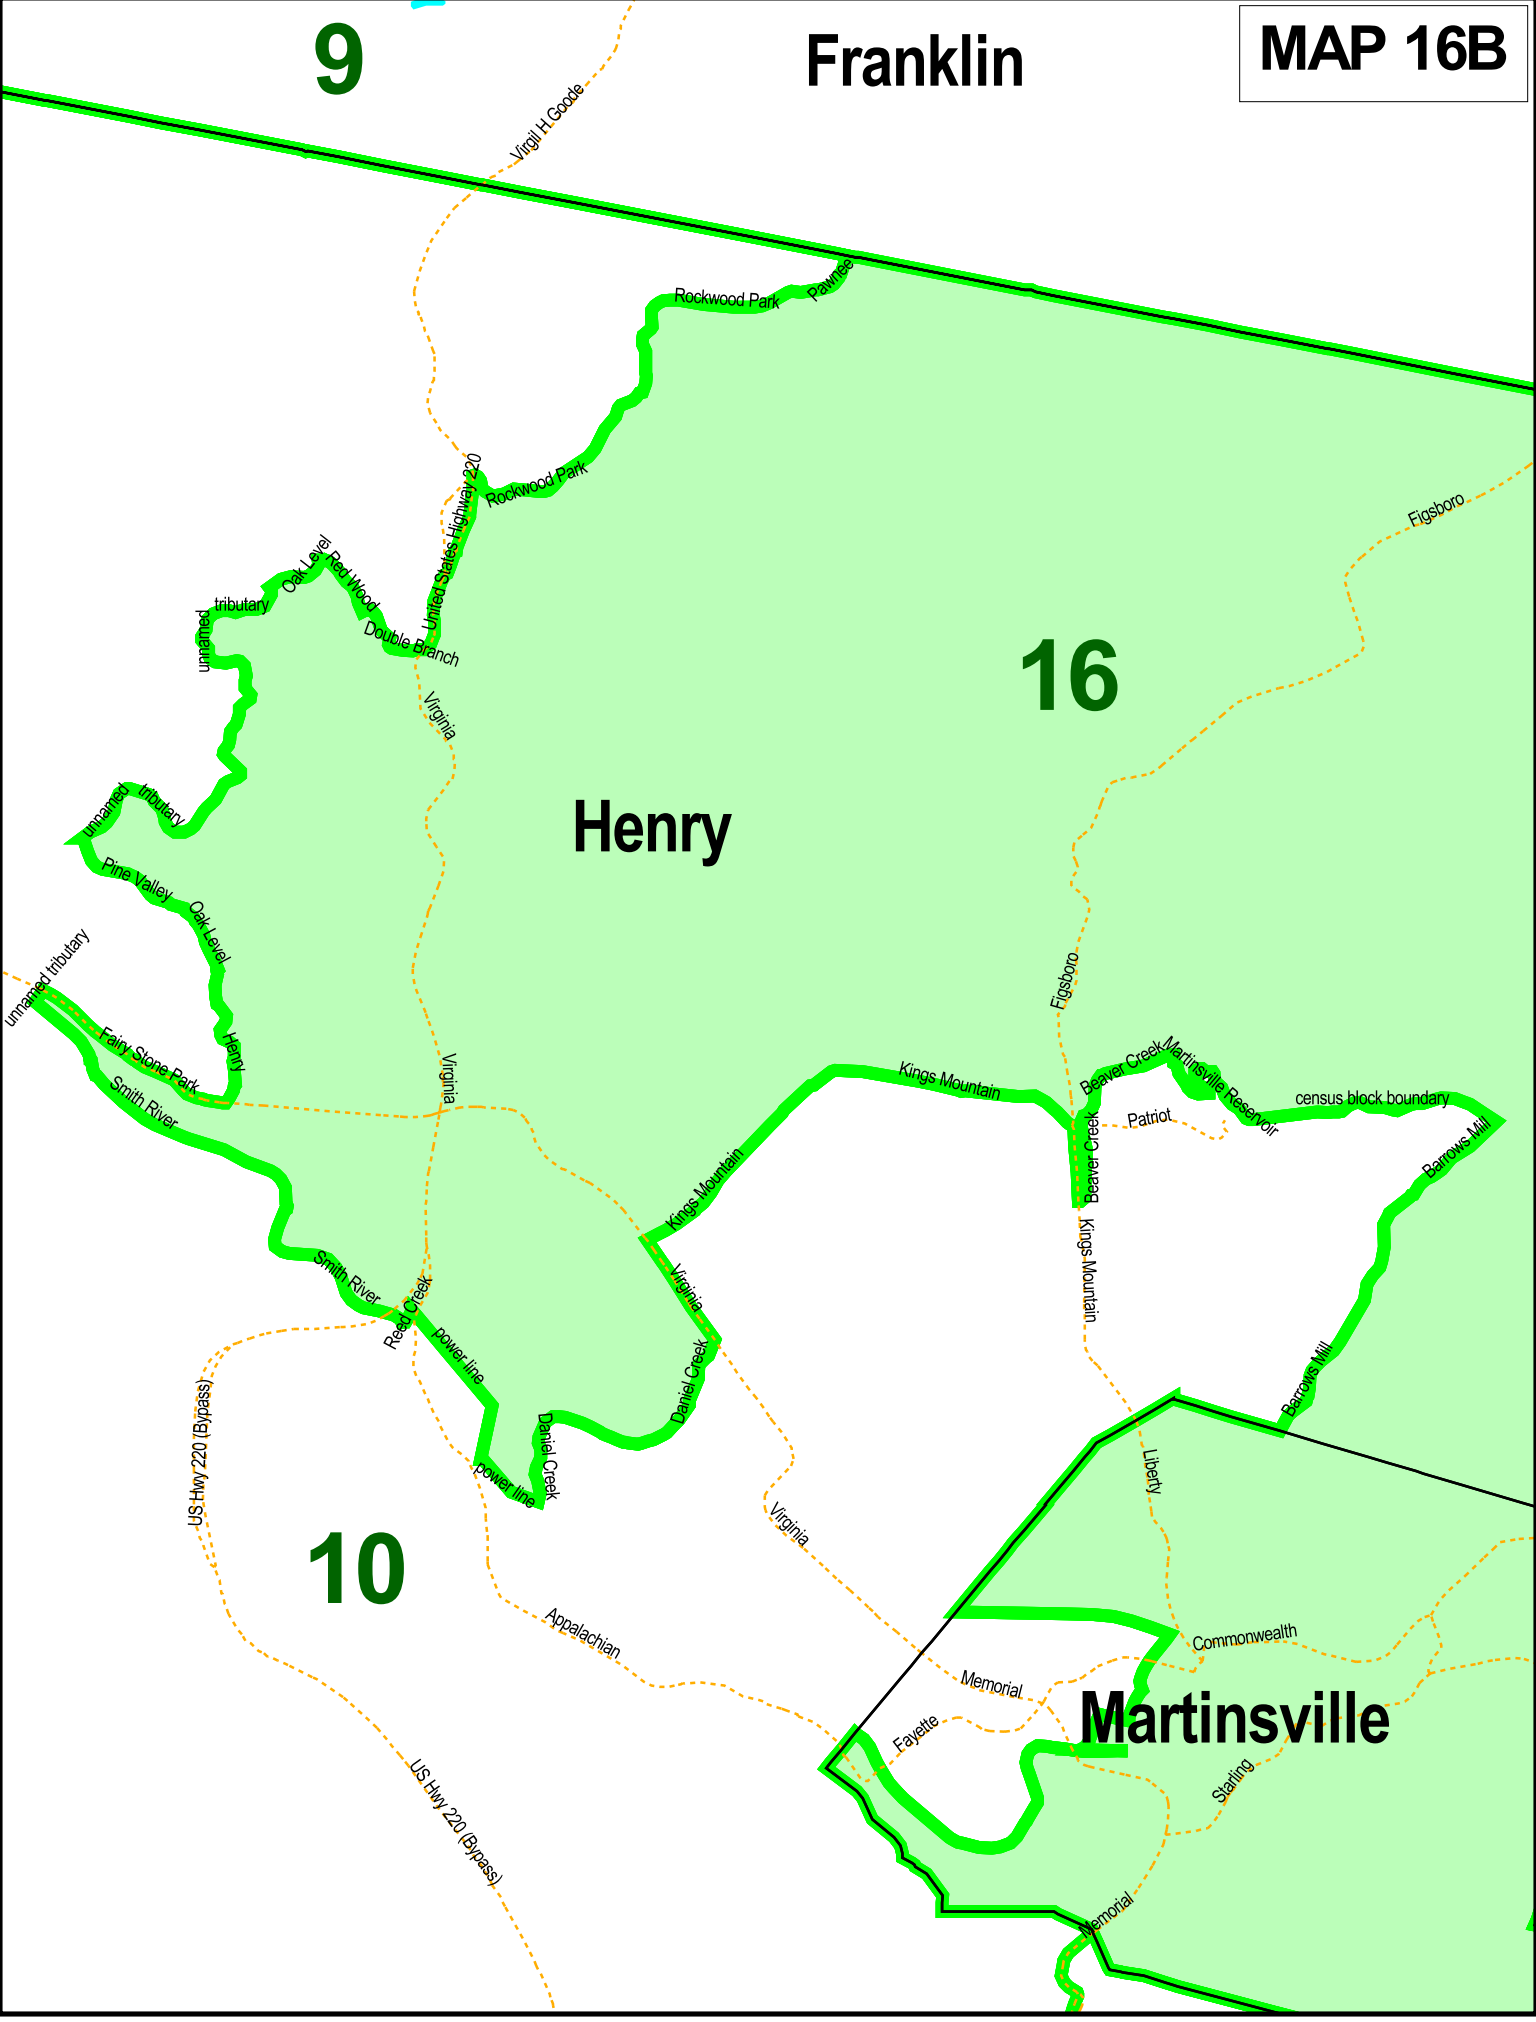 9
Franklin
MAP 16B
Virgil H Goode
Rockwood Park
Pawnee
Rockwood Park
United States Highway 220
Figsboro
Oak Level
Red Wood
tributary
unnamed
Double Branch
16
Virginia
unnamed
tributary
Henry
Pine Valley
Oak Level
unnamed tributary
Figsboro
Fairy Stone Park
Henry
Virginia
Smith River
Kings Mountain
Beaver Creek
Martinsville Reservoir
census block boundary
Patriot
Beaver Creek
Barrows Mill
Kings Mountain
Kings Mountain
Smith River
Virginia
Reed Creek
power line
Daniel Creek
Barrows Mill
US Hwy 220 (Bypass)
Daniel Creek
power line
Liberty
Virginia
10
Appalachian
Commonwealth
Memorial
Martinsville
Fayette
Starling
US Hwy 220 (Bypass)
Memorial